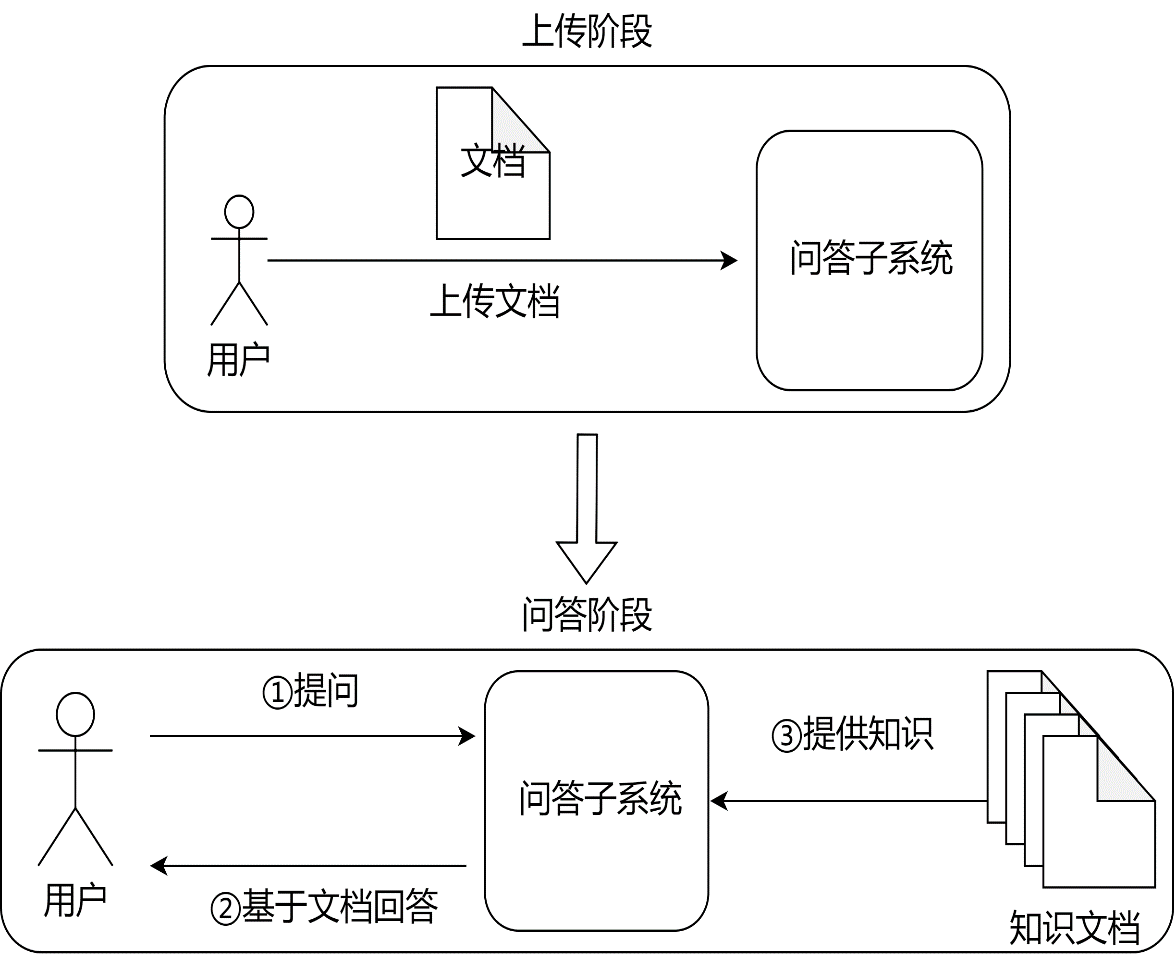 上传阶段
文档
问答子系统
上传文档
用户
问答阶段
①提问
③提供知识
问答子系统
用户
②基于文档回答
知识文档